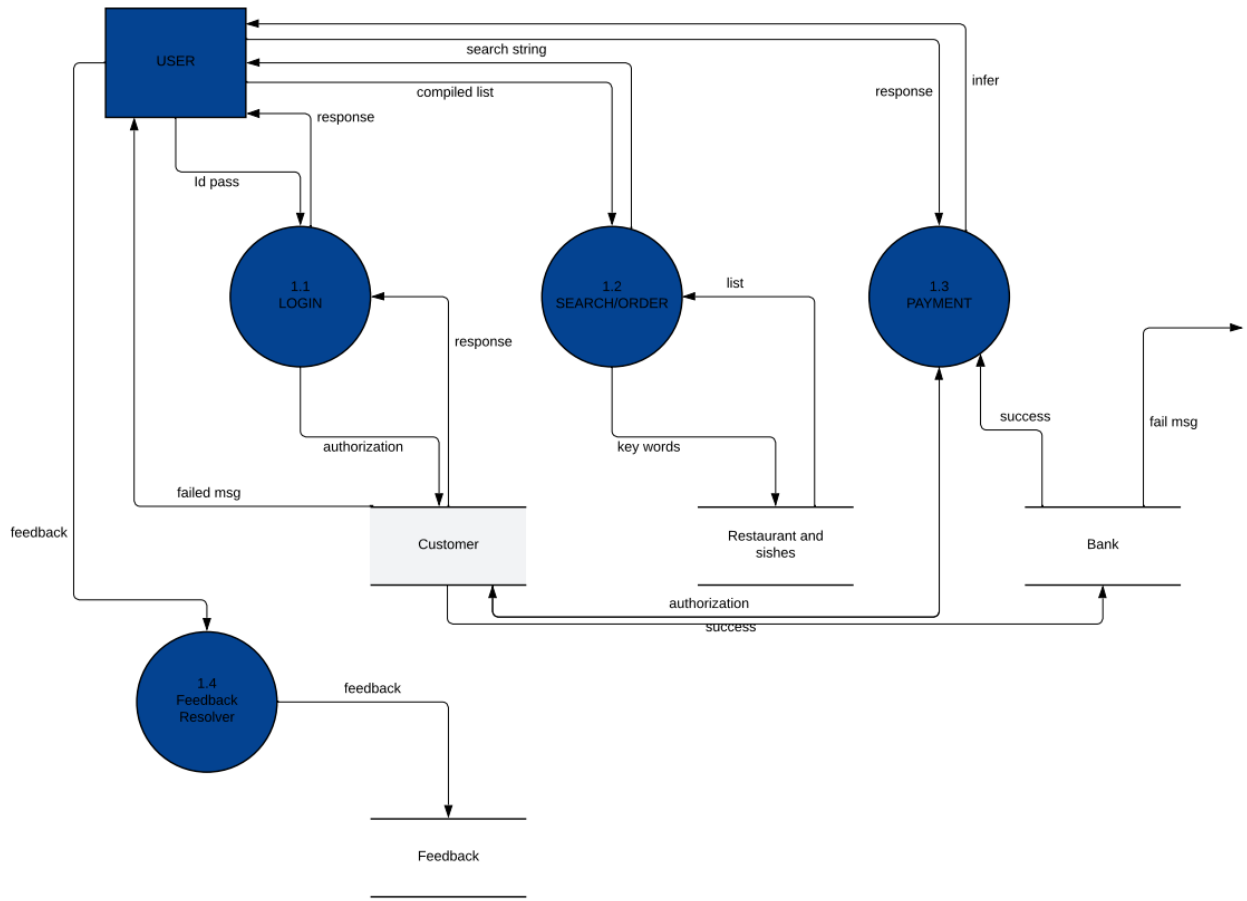 USER
search string
compiled list
response
infer
response
Id pass
1.1
LOGIN
1.2
SEARCH/ORDER
list
1.3
PAYMENT
response
authorization
key words
success
fail msg
failed msg
feedback
Customer
Restaurant and
sishes
Bank
authorization
success
1.4
Feedback
Resolver
feedback
Feedback